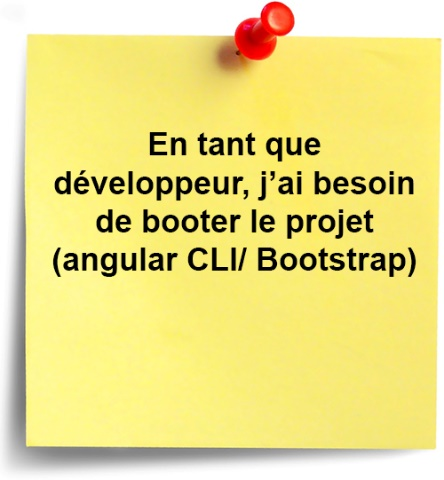 En tant que
développeur, j’ai besoin
de booter le projet
(angular CLI/ Bootstrap)